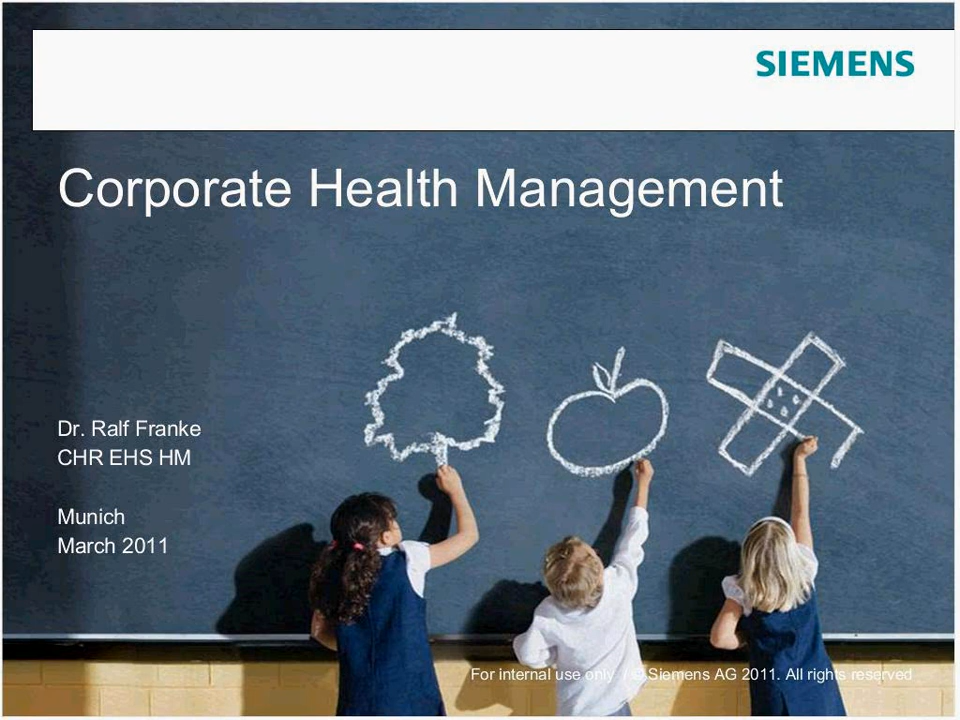 SIEMENS
Corporate Health Management
Dr. Ralf Franke
CHR EHS HM
Munich
March 2011
For internal use only / © Siemens AG 2011. All rights reserved